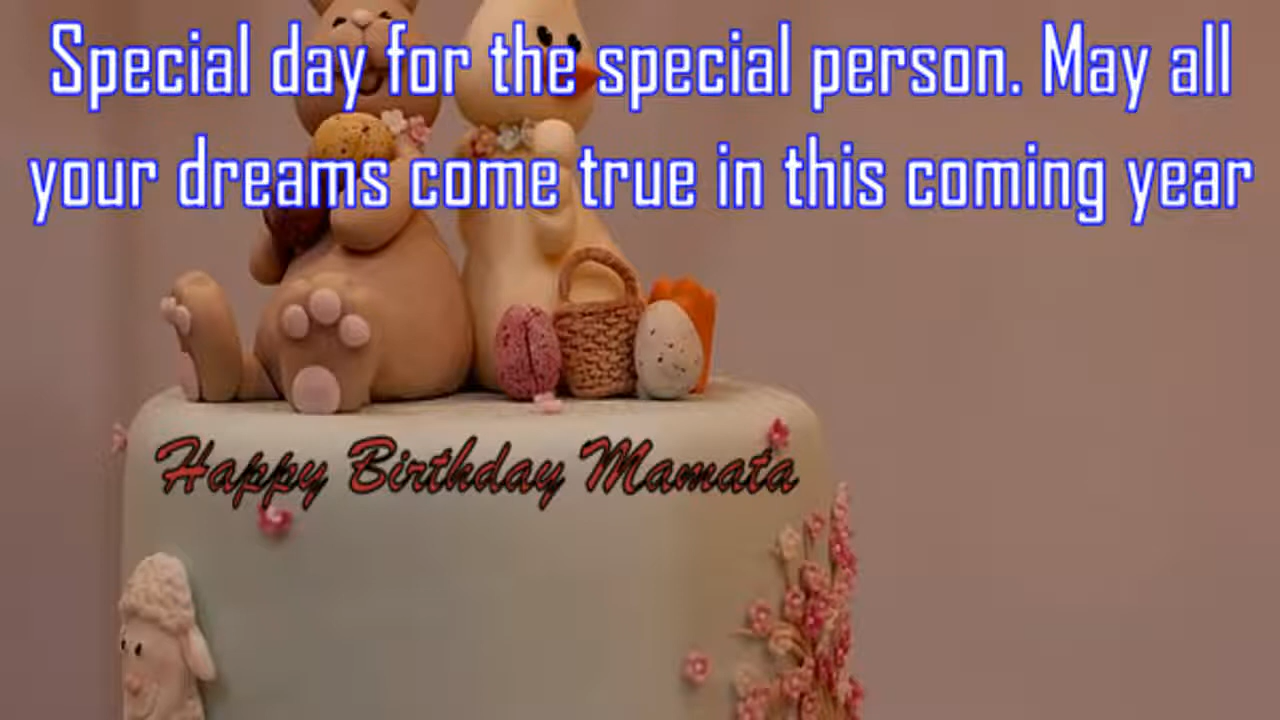 Special day for the special person. May all
your dreams come true in this coming year
Happy Birthday Mamata